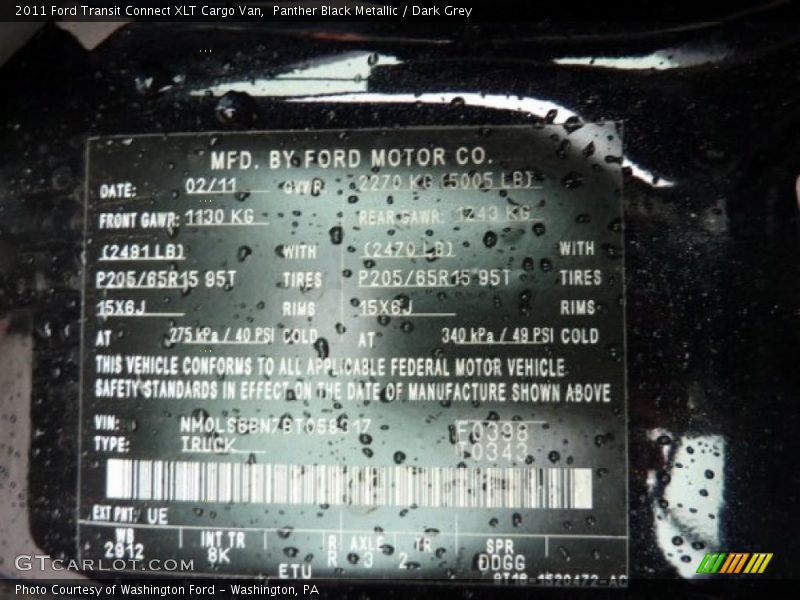 2011 Ford Transit Connect XLT Cargo Van, Panther Black Metallic / Dark Grey
MFD. BY FORD MOTOR CO.
DATE: 02/11 GVWR 2270 KG (5005 LB)
FRONT GAWR: 1130 KG REAR GAWR: 1243 KG
(2491 LB) WITH (2470 LB) WITH
P205/65R15 95T TIRES P205/65R15 95T TIRES
15X6J RIMS 15X6J RIMS
AT 275 kPa / 40 PSI COLD AT 340 kPa / 49 PSI COLD
THIS VEHICLE CONFORMS TO ALL APPLICABLE FEDERAL MOTOR VEHICLE
SAFETY STANDARDS IN EFFECT ON THE DATE OF MANUFACTURE SHOWN ABOVE
VIN: F0398
TYPE: TRUCK T0343
EXT PNT: UE
WB INT TR R AXLE TR SPR
2912 8K R 3 2 DDGG
ETU
GTCARLOT.COM
Photo Courtesy of Washington Ford - Washington, PA